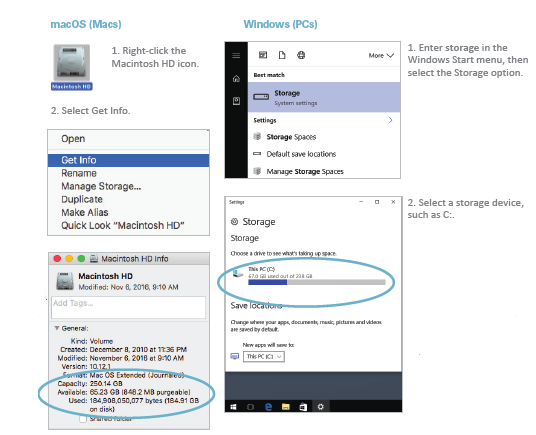 macOS (Macs)
1. Right-click the
Macintosh HD icon.
Macintosh HD
2. Select Get Info.
Open
Get Info
Rename
Manage Storage...
Duplicate
Make Alias
Quick Look “Macintosh HD”
Macintosh HD Info
Macintosh HD
Modified: Nov 6, 2016, 9:10 AM
Add Tags...
General:
Kind: Volume
Created: December 8, 2010 at 11:36 PM
Modified: November 6, 2016 at 9:10 AM
Version: 10.12.1
Format: Mac OS Extended (Journaled)
Capacity: 250.14 GB
Available: 65.23 GB (648.2 MB purgeable)
Used: 184,908,050,077 bytes (184.91 GB
on disk)
Shared folder
Windows (PCs)
1. Enter storage in the
Windows Start menu, then
select the Storage option.
More
Best match
Storage
System settings
Settings
Storage Spaces
Default save locations
Manage Storage Spaces
2. Select a storage device,
such as C:.
Settings
Storage
Storage
Choose a drive to see what's taking up space.
This PC (C:)
67.0 GB used out of 238 GB
Save locations
Change where your apps, documents, music, pictures and videos
are saved by default.
New apps will save to:
This PC (C:)